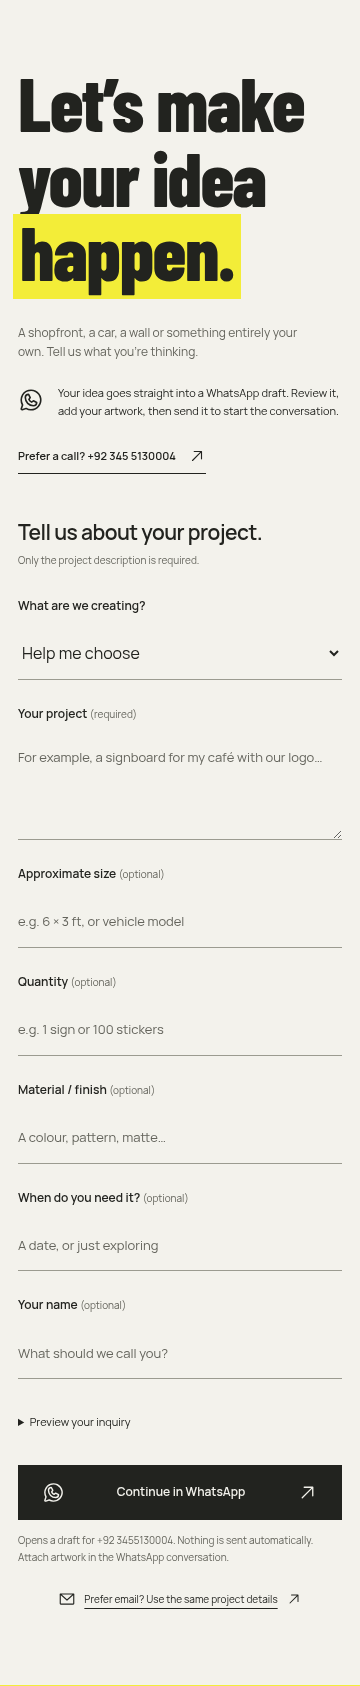 Let's make
your idea
happen.
A shopfront, a car, a wall or something entirely your
own. Tell us what you're thinking.
Your idea goes straight into a WhatsApp draft. Review it,
add your artwork, then send it to start the conversation.
Prefer a call? +92 345 5130004
Tell us about your project.
Only the project description is required.
What are we creating?
Help me choose
Your project (required)
For example, a signboard for my café with our logo…
Approximate size (optional)
e.g. 6 × 3 ft, or vehicle model
Quantity (optional)
e.g. 1 sign or 100 stickers
Material / finish (optional)
A colour, pattern, matte…
When do you need it? (optional)
A date, or just exploring
Your name (optional)
What should we call you?
Preview your inquiry
Continue in WhatsApp
Opens a draft for +92 3455130004. Nothing is sent automatically.
Attach artwork in the WhatsApp conversation.
Prefer email? Use the same project details